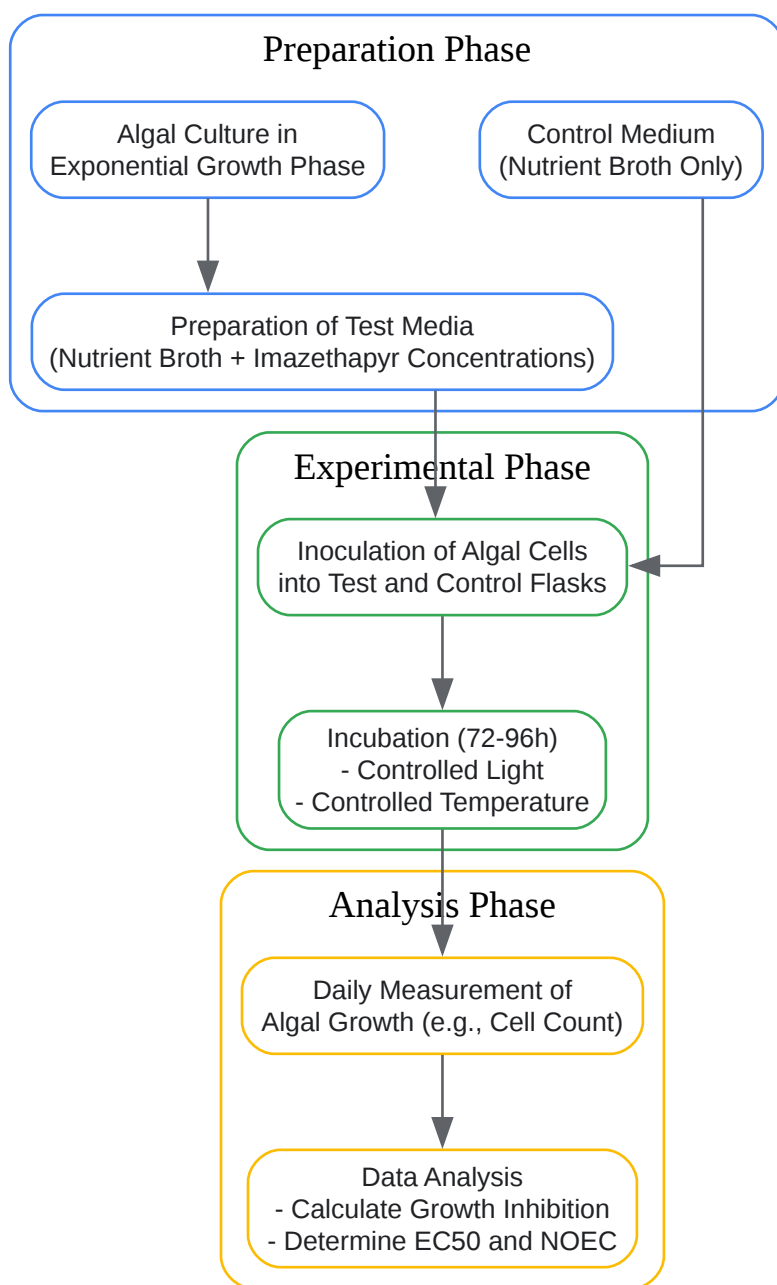 Preparation Phase
Algal Culture in
Exponential Growth Phase
Control Medium
(Nutrient Broth Only)
Preparation of Test Media
(Nutrient Broth + Imazethapyr Concentrations)
Experimental Phase
Inoculation of Algal Cells
into Test and Control Flasks
Incubation (72-96h)
- Controlled Light
- Controlled Temperature
Analysis Phase
Daily Measurement of
Algal Growth (e.g., Cell Count)
Data Analysis
- Calculate Growth Inhibition
- Determine EC50 and NOEC